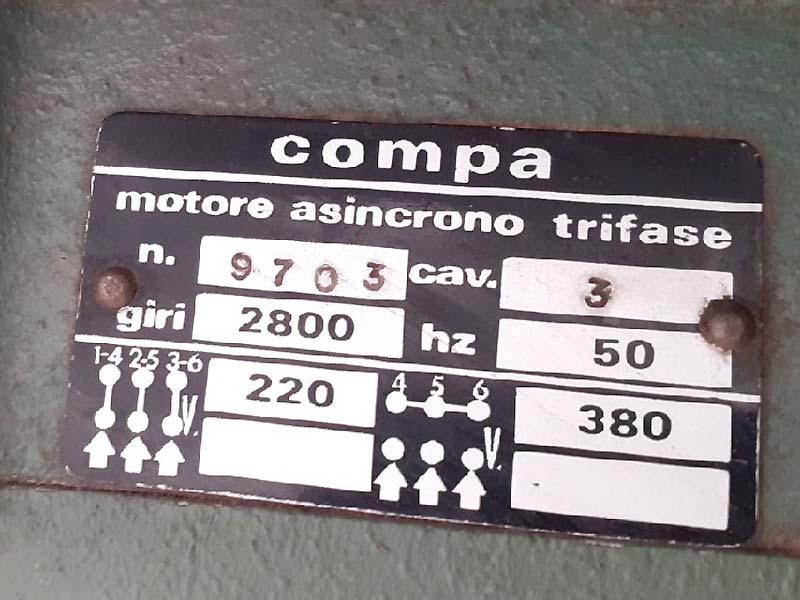 compa
motore asincrono trifase
n. 9703 cav. 3
giri 2800 hz 50
1-4 2-5 3-6 V. 220
4 5 6 V. 380